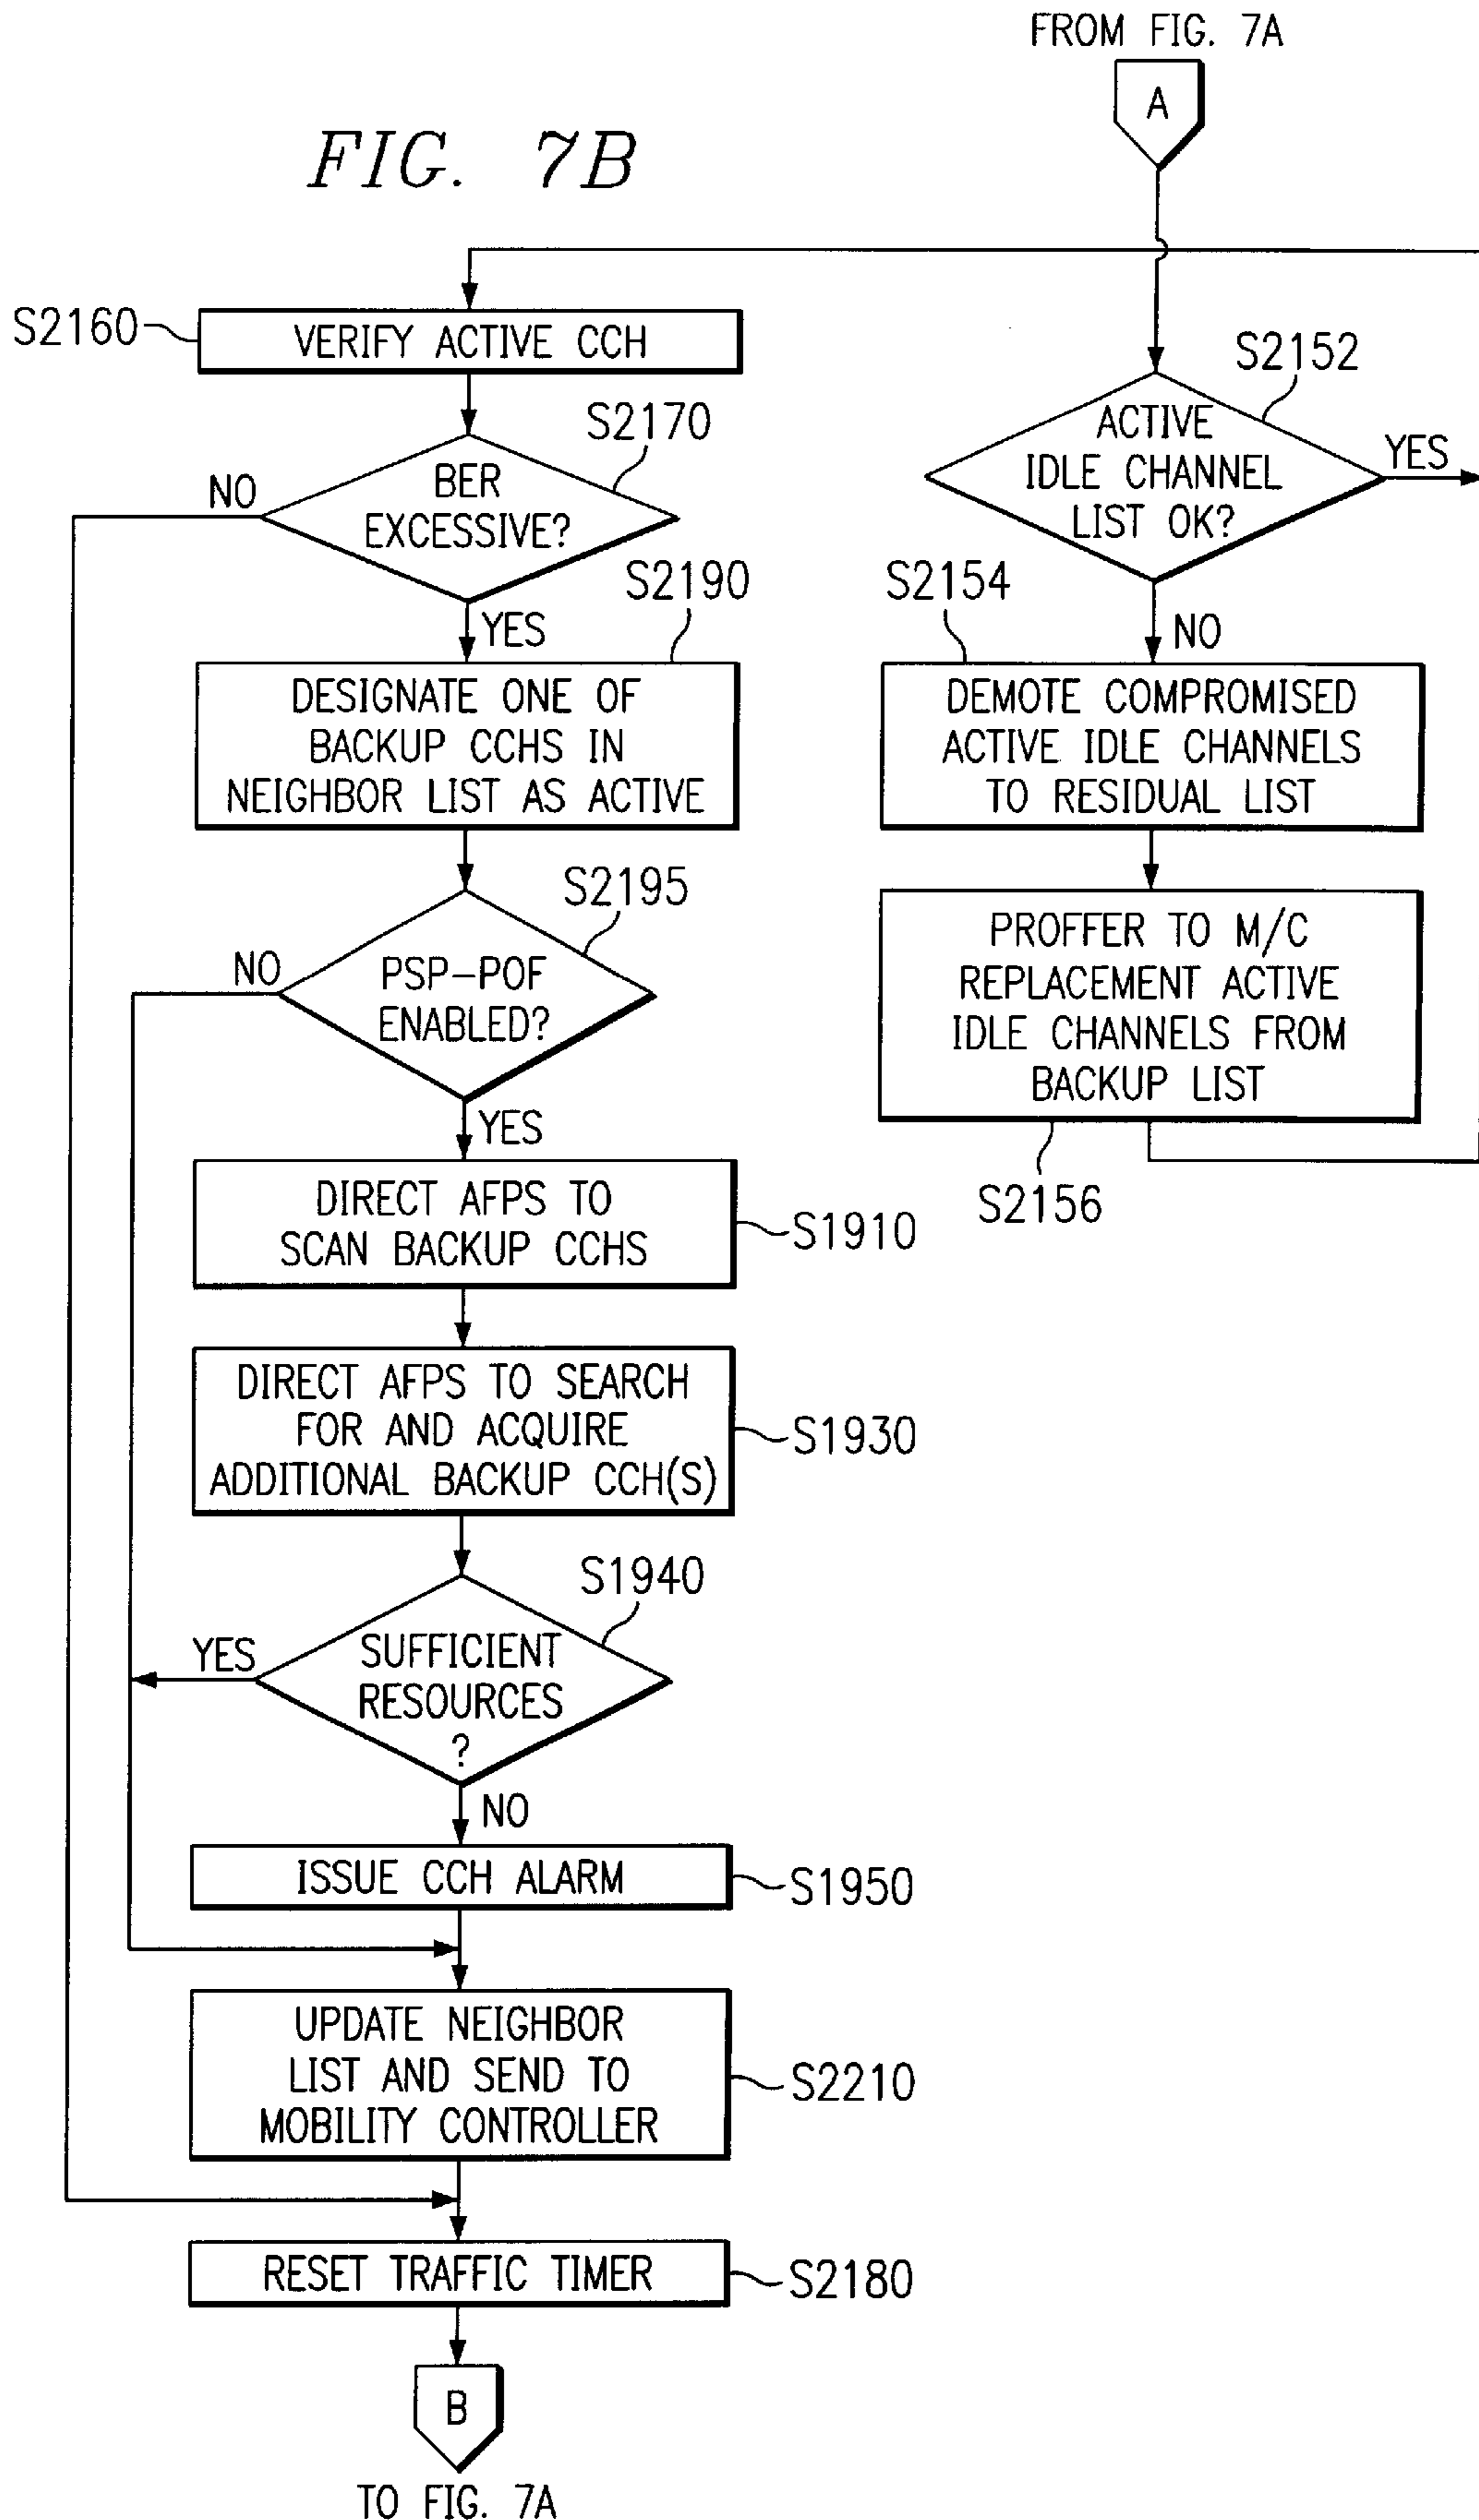 FROM FIG. 7A
A
FIG. 7B
S2160
VERIFY ACTIVE CCH
S2170
BER
EXCESSIVE?
NO
YES
S2190
DESIGNATE ONE OF
BACKUP CCHS IN
NEIGHBOR LIST AS ACTIVE
S2195
PSP-POF
ENABLED?
NO
YES
DIRECT AFPS TO
SCAN BACKUP CCHS
S1910
DIRECT AFPS TO SEARCH
FOR AND ACQUIRE
ADDITIONAL BACKUP CCH(S)
S1930
S1940
SUFFICIENT
RESOURCES
?
YES
NO
ISSUE CCH ALARM
S1950
UPDATE NEIGHBOR
LIST AND SEND TO
MOBILITY CONTROLLER
S2210
RESET TRAFFIC TIMER
S2180
B
TO FIG. 7A
S2152
ACTIVE
IDLE CHANNEL
LIST OK?
YES
NO
S2154
DEMOTE COMPROMISED
ACTIVE IDLE CHANNELS
TO RESIDUAL LIST
PROFFER TO M/C
REPLACEMENT ACTIVE
IDLE CHANNELS FROM
BACKUP LIST
S2156